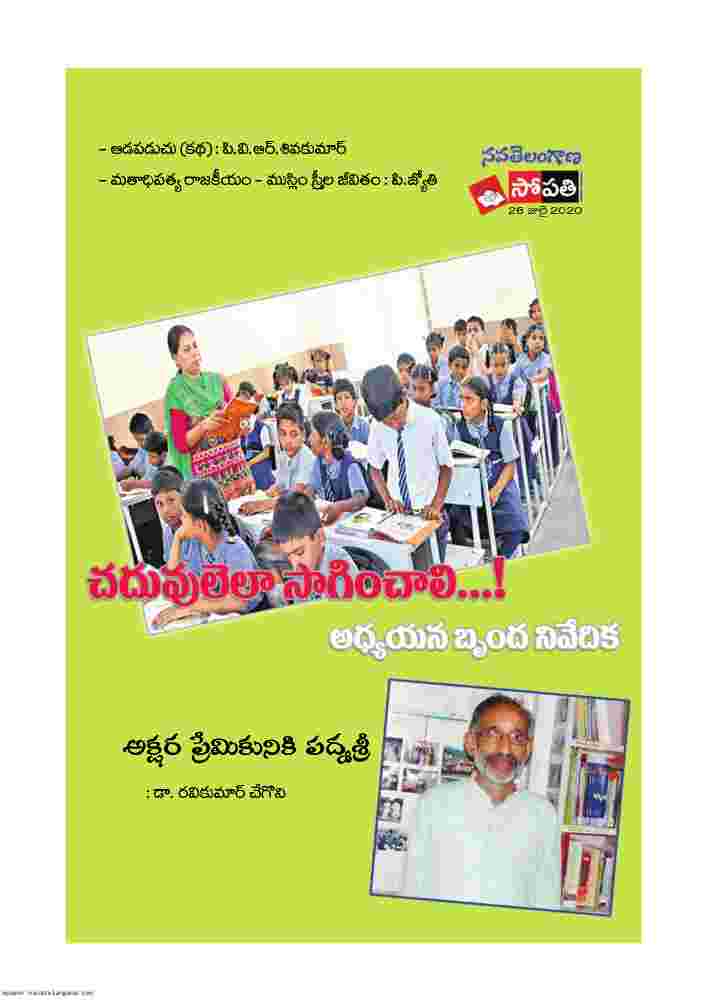 - ఆడపడుచు (కథ) : పి.వి.ఆర్.శివకుమార్
- మతాధిపత్య రాజకీయం - ముస్లిం స్త్రీల జీవితం : పి.జ్యోతి
నవతెలంగాణ
సోపతి
26 జులై 2020
చదువులెలా సాగించాలి...!
అధ్యయన బృంద నివేదిక
అక్షర ప్రేమికునికి పద్మశ్రీ
: డా. రవికుమార్ చేగొని